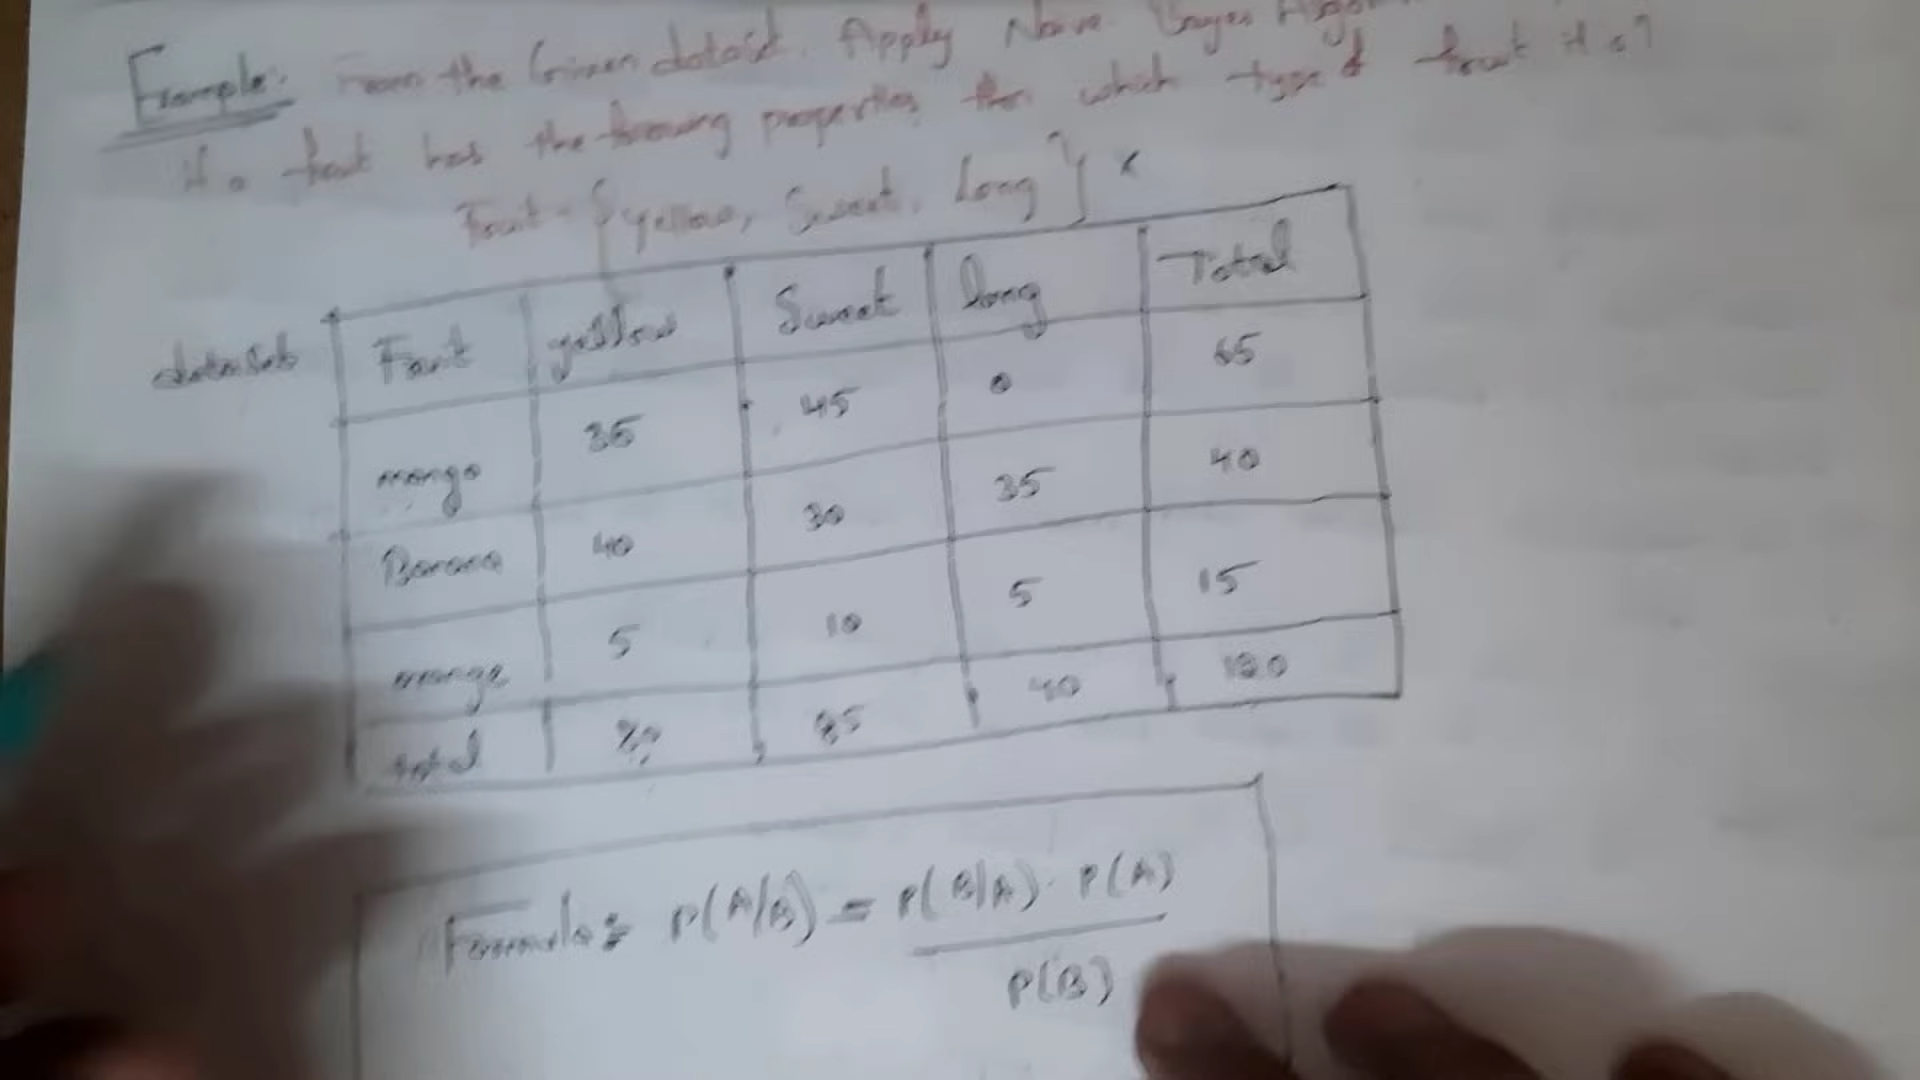 Example: From the Given dataset. Apply Naive Bayes
if a fruit has the following properties then which type of fruit it is?
Fruit = {yellow, Sweet, long} x
dataset
Fruit yellow Sweet long Total
mango 35 45 0 65
Banana 40 30 35 40
orange 5 10 5 15
total 80 85 40 120
Formula: P(A/B) = P(B/A) · P(A)
P(B)